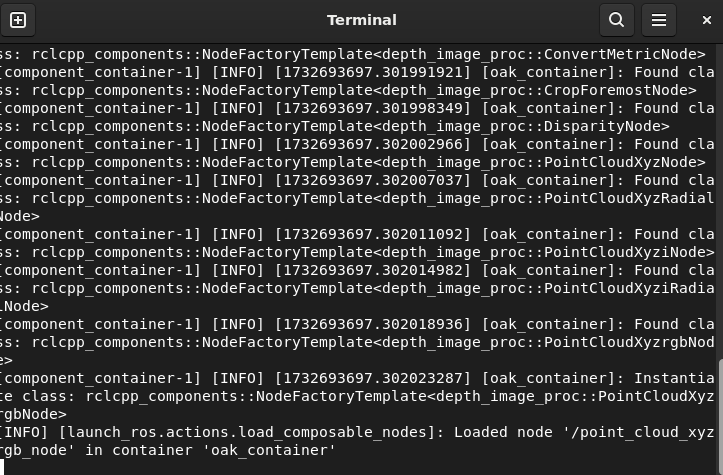 Terminal
ss: rclcpp_components::NodeFactoryTemplate<depth_image_proc::ConvertMetricNode>
[component_container-1] [INFO] [1732693697.301991921] [oak_container]: Found cla
ss: rclcpp_components::NodeFactoryTemplate<depth_image_proc::CropForemostNode>
[component_container-1] [INFO] [1732693697.301998349] [oak_container]: Found cla
ss: rclcpp_components::NodeFactoryTemplate<depth_image_proc::DisparityNode>
[component_container-1] [INFO] [1732693697.302002966] [oak_container]: Found cla
ss: rclcpp_components::NodeFactoryTemplate<depth_image_proc::PointCloudXyzNode>
[component_container-1] [INFO] [1732693697.302007037] [oak_container]: Found cla
ss: rclcpp_components::NodeFactoryTemplate<depth_image_proc::PointCloudXyzRadial
Node>
[component_container-1] [INFO] [1732693697.302011092] [oak_container]: Found cla
ss: rclcpp_components::NodeFactoryTemplate<depth_image_proc::PointCloudXyziNode>
[component_container-1] [INFO] [1732693697.302014982] [oak_container]: Found cla
ss: rclcpp_components::NodeFactoryTemplate<depth_image_proc::PointCloudXyziRadia
lNode>
[component_container-1] [INFO] [1732693697.302018936] [oak_container]: Found cla
ss: rclcpp_components::NodeFactoryTemplate<depth_image_proc::PointCloudXyzrgbNod
e>
[component_container-1] [INFO] [1732693697.302023287] [oak_container]: Instantia
te class: rclcpp_components::NodeFactoryTemplate<depth_image_proc::PointCloudXyz
rgbNode>
[INFO] [launch_ros.actions.load_composable_nodes]: Loaded node '/point_cloud_xyz
rgb_node' in container 'oak_container'